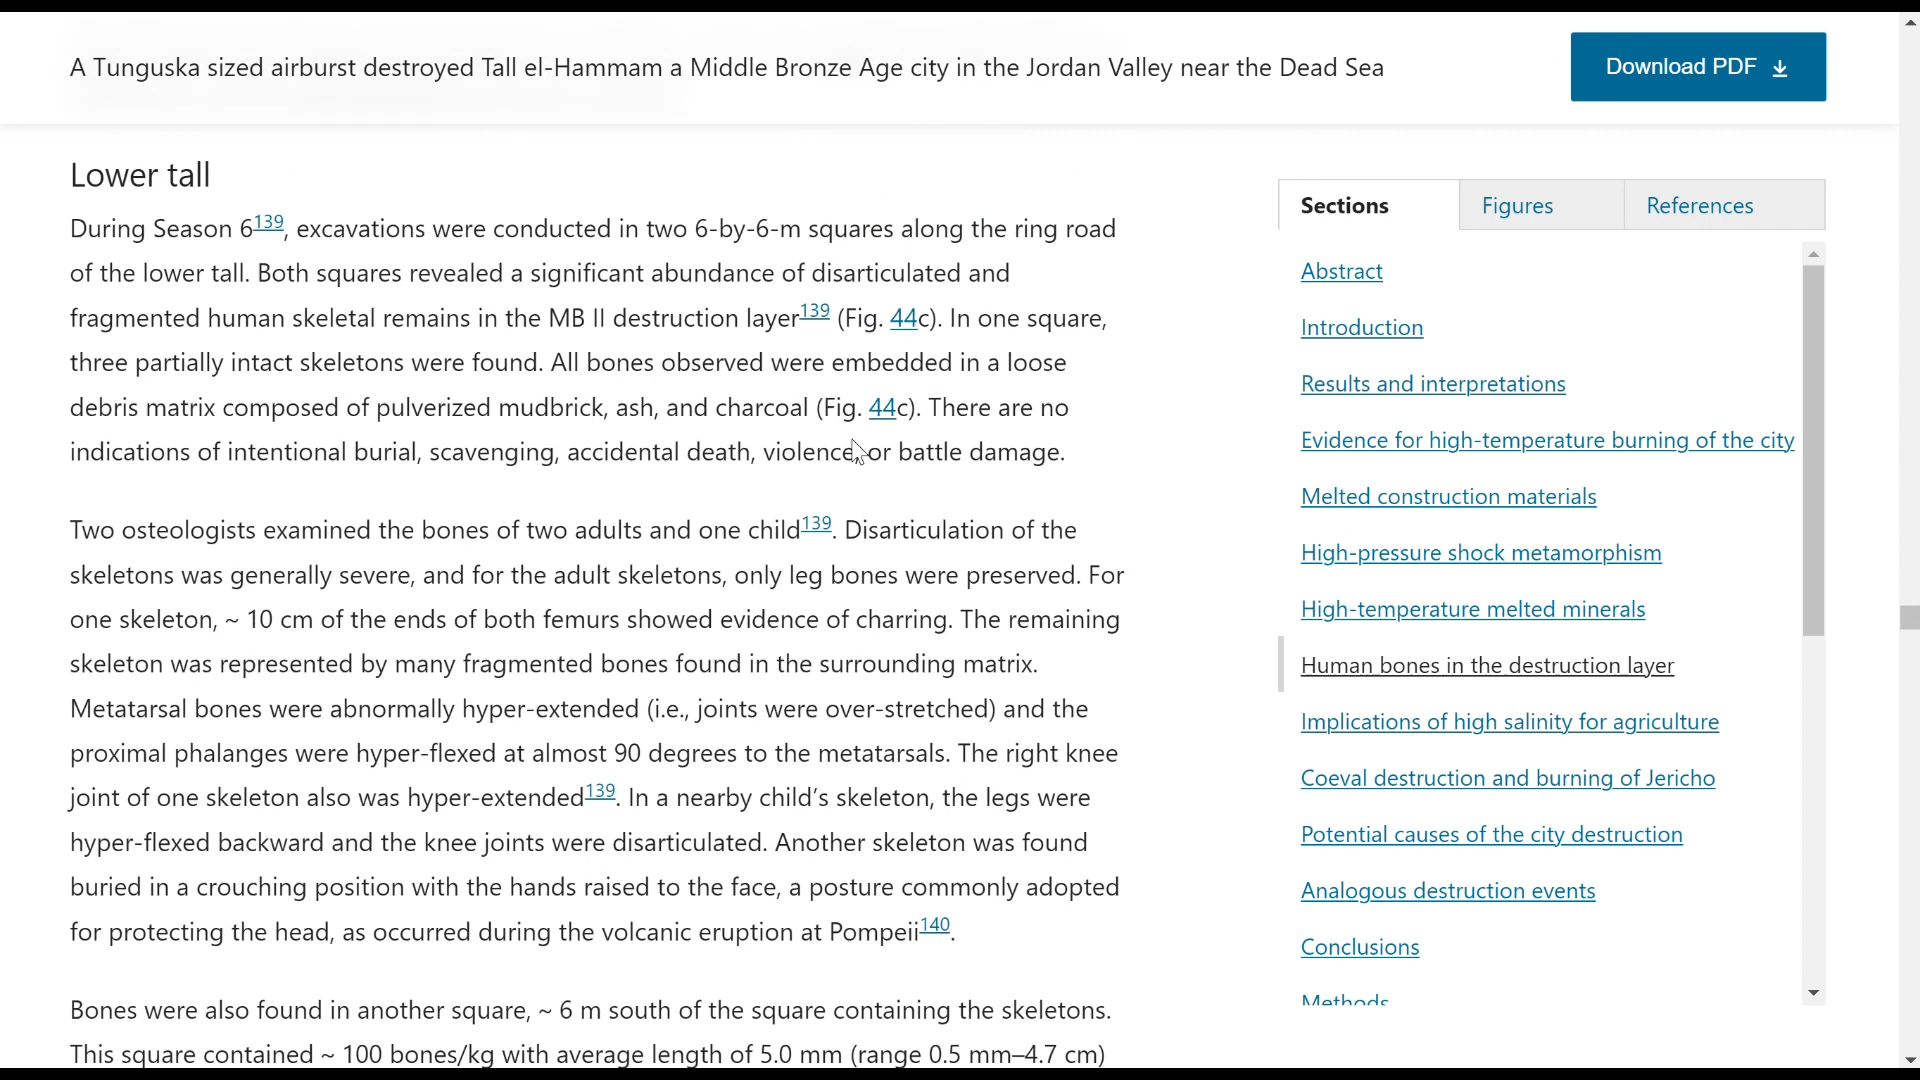 A Tunguska sized airburst destroyed Tall el-Hammam a Middle Bronze Age city in the Jordan Valley near the Dead Sea
Download PDF
Lower tall
During Season 6139, excavations were conducted in two 6-by-6-m squares along the ring road
of the lower tall. Both squares revealed a significant abundance of disarticulated and
fragmented human skeletal remains in the MB II destruction layer139 (Fig. 44c). In one square,
three partially intact skeletons were found. All bones observed were embedded in a loose
debris matrix composed of pulverized mudbrick, ash, and charcoal (Fig. 44c). There are no
indications of intentional burial, scavenging, accidental death, violence, or battle damage.
Two osteologists examined the bones of two adults and one child139. Disarticulation of the
skeletons was generally severe, and for the adult skeletons, only leg bones were preserved. For
one skeleton, ~ 10 cm of the ends of both femurs showed evidence of charring. The remaining
skeleton was represented by many fragmented bones found in the surrounding matrix.
Metatarsal bones were abnormally hyper-extended (i.e., joints were over-stretched) and the
proximal phalanges were hyper-flexed at almost 90 degrees to the metatarsals. The right knee
joint of one skeleton also was hyper-extended139. In a nearby child's skeleton, the legs were
hyper-flexed backward and the knee joints were disarticulated. Another skeleton was found
buried in a crouching position with the hands raised to the face, a posture commonly adopted
for protecting the head, as occurred during the volcanic eruption at Pompeii140.
Bones were also found in another square, ~ 6 m south of the square containing the skeletons.
This square contained ~ 100 bones/kg with average length of 5.0 mm (range 0.5 mm–4.7 cm)
Sections
Figures
References
Abstract
Introduction
Results and interpretations
Evidence for high-temperature burning of the city
Melted construction materials
High-pressure shock metamorphism
High-temperature melted minerals
Human bones in the destruction layer
Implications of high salinity for agriculture
Coeval destruction and burning of Jericho
Potential causes of the city destruction
Analogous destruction events
Conclusions
Methods